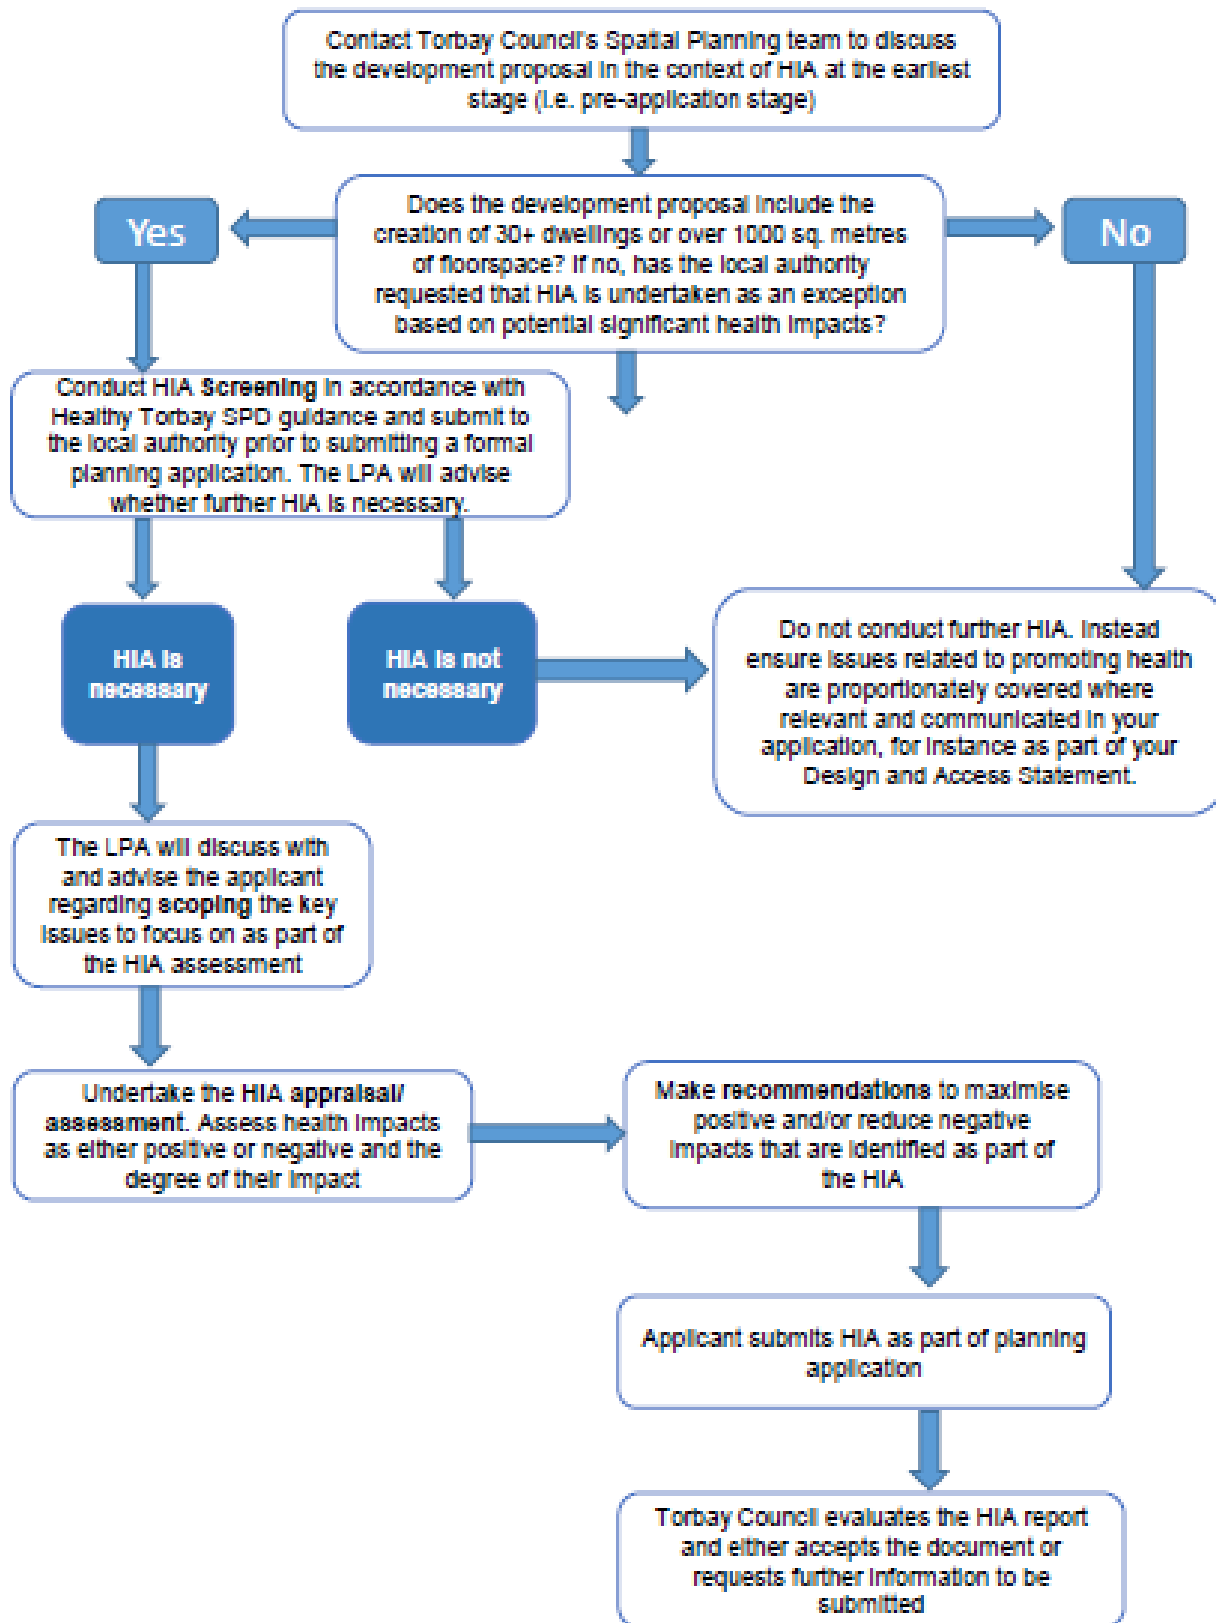 Contact Torbay Council's Spatial Planning team to discuss
the development proposal in the context of HIA at the earliest
stage (i.e. pre-application stage)
Does the development proposal include the
creation of 30+ dwellings or over 1000 sq. metres
of floorspace? If no, has the local authority
requested that HIA is undertaken as an exception
based on potential significant health impacts?
Yes
No
Conduct HIA Screening in accordance with
Healthy Torbay SPD guidance and submit to
the local authority prior to submitting a formal
planning application. The LPA will advise
whether further HIA is necessary.
HIA is
necessary
HIA is not
necessary
Do not conduct further HIA. Instead
ensure issues related to promoting health
are proportionately covered where
relevant and communicated in your
application, for instance as part of your
Design and Access Statement.
The LPA will discuss with
and advise the applicant
regarding scoping the key
issues to focus on as part of
the HIA assessment
Undertake the HIA appraisal/
assessment. Assess health impacts
as either positive or negative and the
degree of their impact
Make recommendations to maximise
positive and/or reduce negative
impacts that are identified as part of
the HIA
Applicant submits HIA as part of planning
application
Torbay Council evaluates the HIA report
and either accepts the document or
requests further information to be
submitted